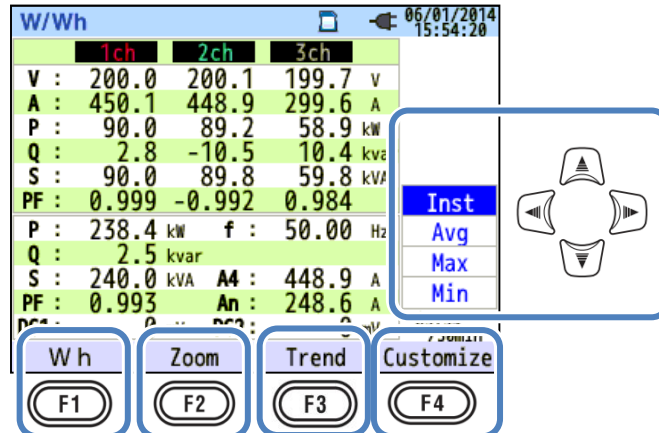 W/Wh 06/01/2014
15:54:20
1ch 2ch 3ch
V : 200.0 200.1 199.7 V
A : 450.1 448.9 299.6 A
P : 90.0 89.2 58.9 kW
Q : 2.8 -10.5 10.4 kva
S : 90.0 89.8 59.8 kVA
PF : 0.999 -0.992 0.984
Inst
P : 238.4 kW f : 50.00 Hz
Avg
Q : 2.5 kvar
Max
S : 240.0 kVA A4 : 448.9 A
Min
PF : 0.993 An : 248.6 A
Wh Zoom Trend Customize
F1 F2 F3 F4